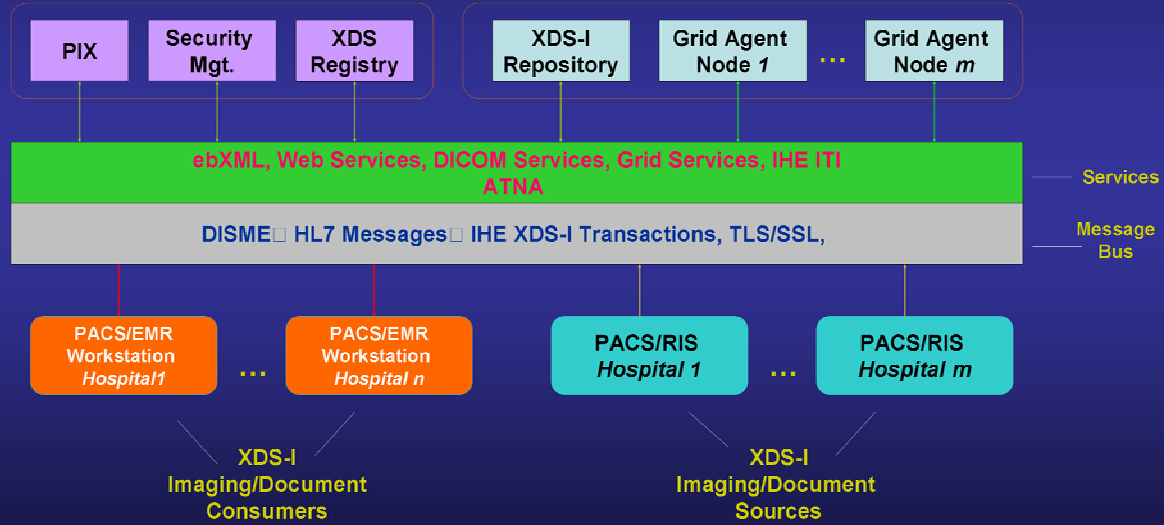 PIX
Security
Mgt.
XDS
Registry
XDS-I
Repository
Grid Agent
Node 1
...
Grid Agent
Node m
ebXML, Web Services, DICOM Services, Grid Services, IHE ITI
ATNA
Services
DISME□ HL7 Messages□ IHE XDS-I Transactions, TLS/SSL,
Message
Bus
PACS/EMR
Workstation
Hospital1
...
PACS/EMR
Workstation
Hospital n
PACS/RIS
Hospital 1
...
PACS/RIS
Hospital m
XDS-I
Imaging/Document
Consumers
XDS-I
Imaging/Document
Sources